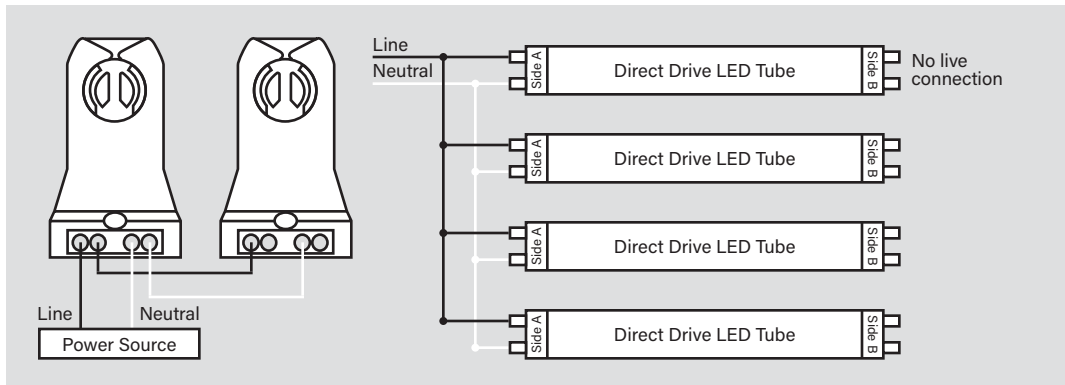 Line
Neutral
Power Source
Line
Neutral
Side A
Direct Drive LED Tube
Side B
No live
connection
Side A
Direct Drive LED Tube
Side B
Side A
Direct Drive LED Tube
Side B
Side A
Direct Drive LED Tube
Side B